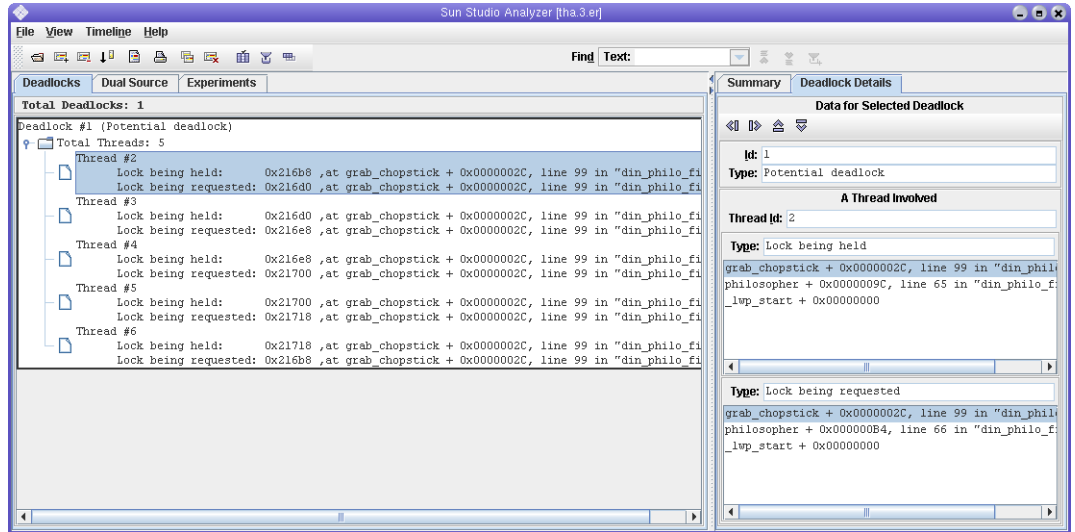 Sun Studio Analyzer [tha.3.er]
File View Timeline Help
Find Text:
Deadlocks Dual Source Experiments
Total Deadlocks: 1
Deadlock #1 (Potential deadlock)
Total Threads: 5
Thread #2
Lock being held: 0x216b8 ,at grab_chopstick + 0x0000002C, line 99 in "din_philo_fi
Lock being requested: 0x216d0 ,at grab_chopstick + 0x0000002C, line 99 in "din_philo_fi
Thread #3
Lock being held: 0x216d0 ,at grab_chopstick + 0x0000002C, line 99 in "din_philo_fi
Lock being requested: 0x216e8 ,at grab_chopstick + 0x0000002C, line 99 in "din_philo_fi
Thread #4
Lock being held: 0x216e8 ,at grab_chopstick + 0x0000002C, line 99 in "din_philo_fi
Lock being requested: 0x21700 ,at grab_chopstick + 0x0000002C, line 99 in "din_philo_fi
Thread #5
Lock being held: 0x21700 ,at grab_chopstick + 0x0000002C, line 99 in "din_philo_fi
Lock being requested: 0x21718 ,at grab_chopstick + 0x0000002C, line 99 in "din_philo_fi
Thread #6
Lock being held: 0x21718 ,at grab_chopstick + 0x0000002C, line 99 in "din_philo_fi
Lock being requested: 0x216b8 ,at grab_chopstick + 0x0000002C, line 99 in "din_philo_fi
Summary Deadlock Details
Data for Selected Deadlock
Id: 1
Type: Potential deadlock
A Thread Involved
Thread Id: 2
Type: Lock being held
grab_chopstick + 0x0000002C, line 99 in "din_phil
philosopher + 0x0000009C, line 65 in "din_philo_f
_lwp_start + 0x00000000
Type: Lock being requested
grab_chopstick + 0x0000002C, line 99 in "din_phil
philosopher + 0x000000B4, line 66 in "din_philo_f
_lwp_start + 0x00000000